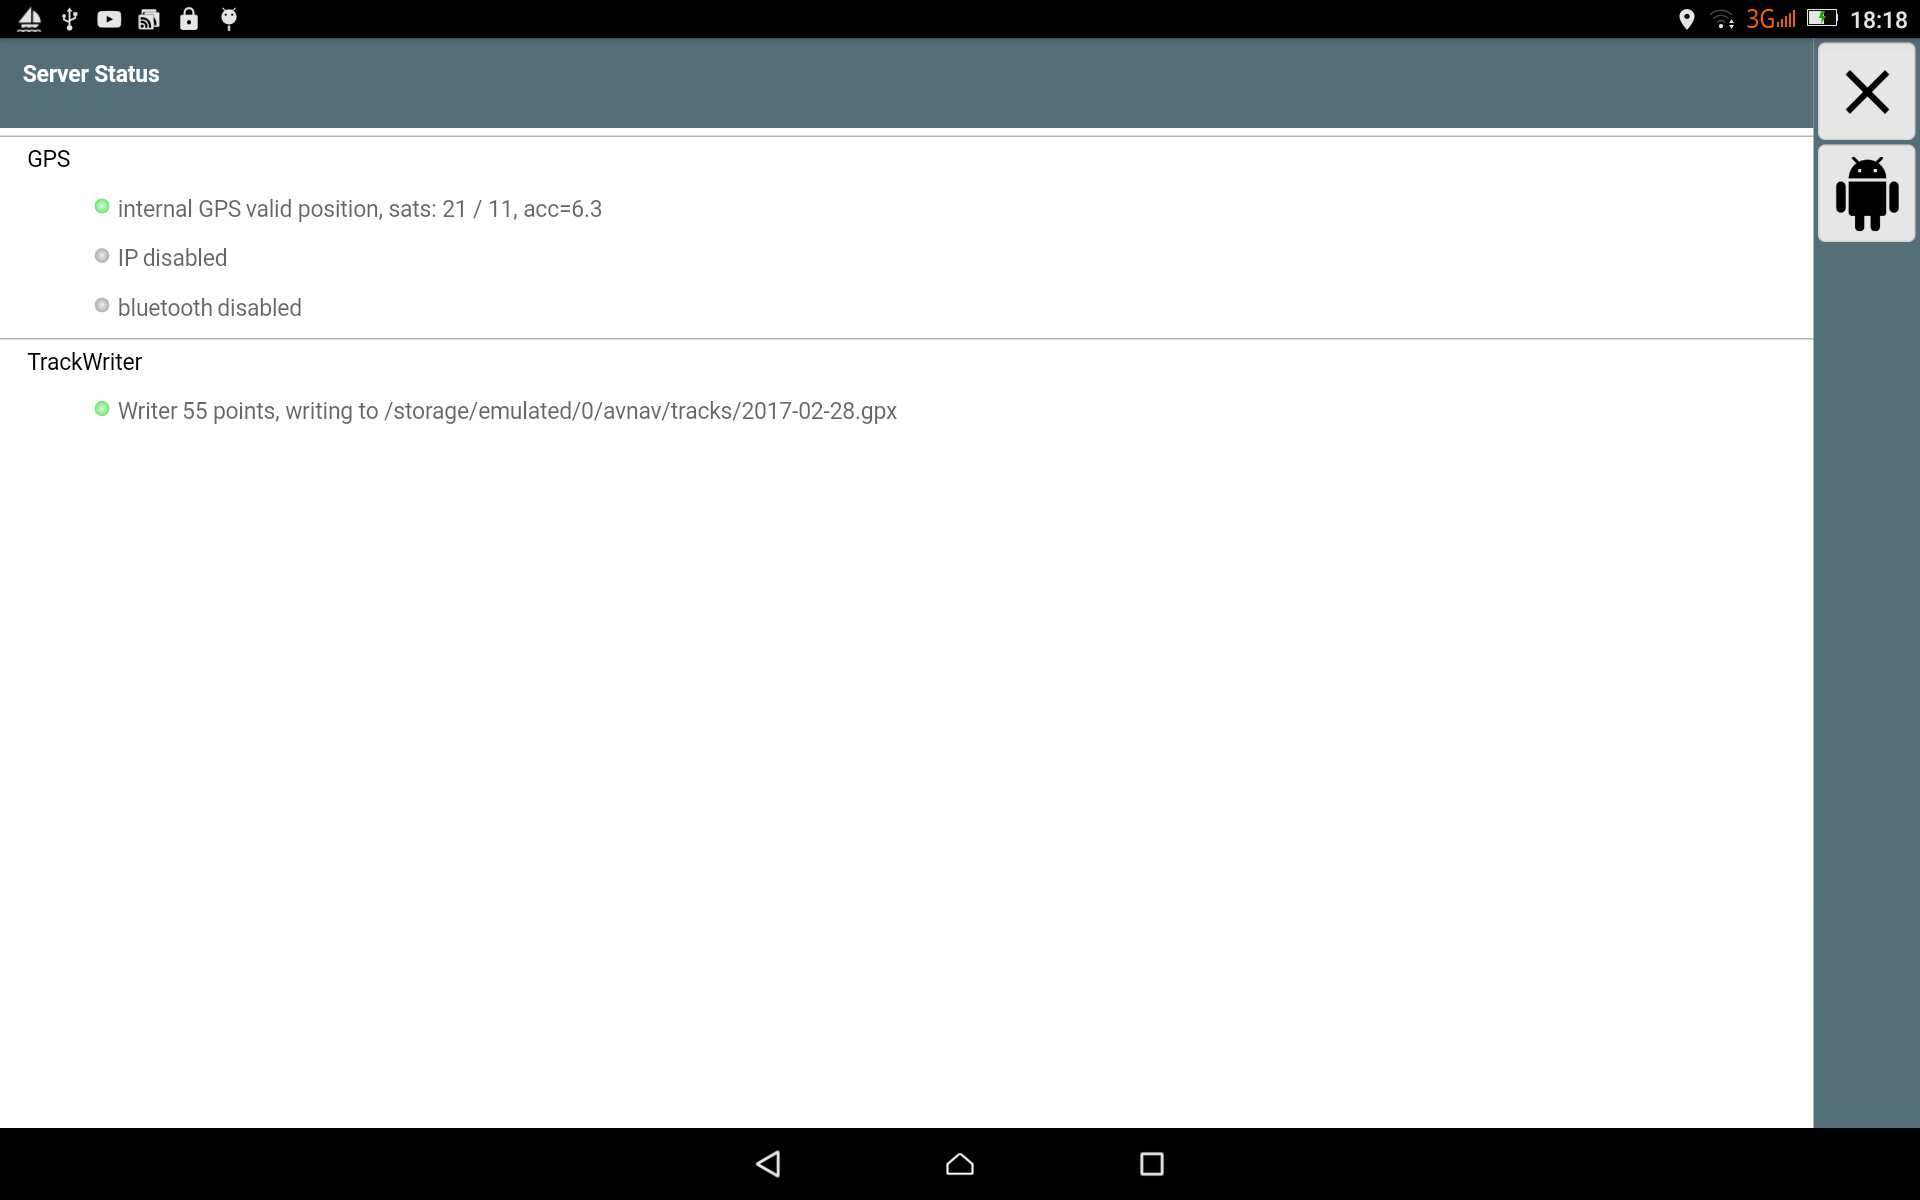 3G 18:18
Server Status
GPS
internal GPS valid position, sats: 21 / 11, acc=6.3
IP disabled
bluetooth disabled
TrackWriter
Writer 55 points, writing to /storage/emulated/0/avnav/tracks/2017-02-28.gpx